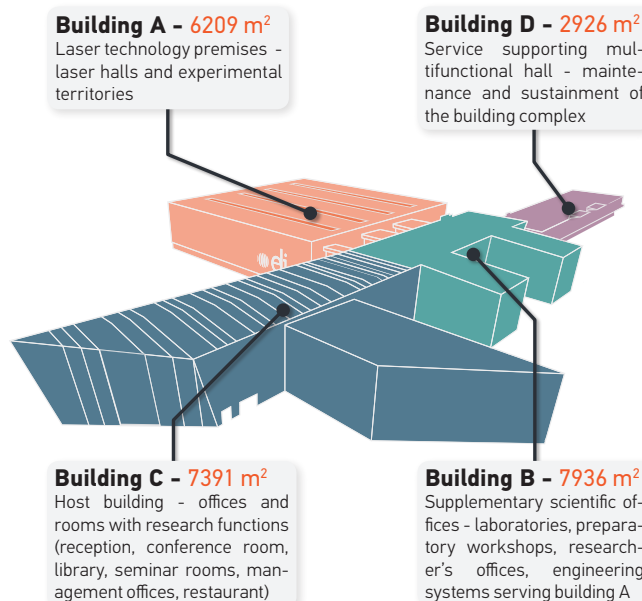 Building A - 6209 m²
Laser technology premises -
laser halls and experimental
territories
Building D - 2926 m²
Service supporting mul-
tifunctional hall - mainte-
nance and sustainment of
the building complex
eli
Building C - 7391 m²
Host building - offices and
rooms with research functions
(reception, conference room,
library, seminar rooms, man-
agement offices, restaurant)
Building B - 7936 m²
Supplementary scientific of-
fices - laboratories, prepara-
tory workshops, research-
er's offices, engineering
systems serving building A